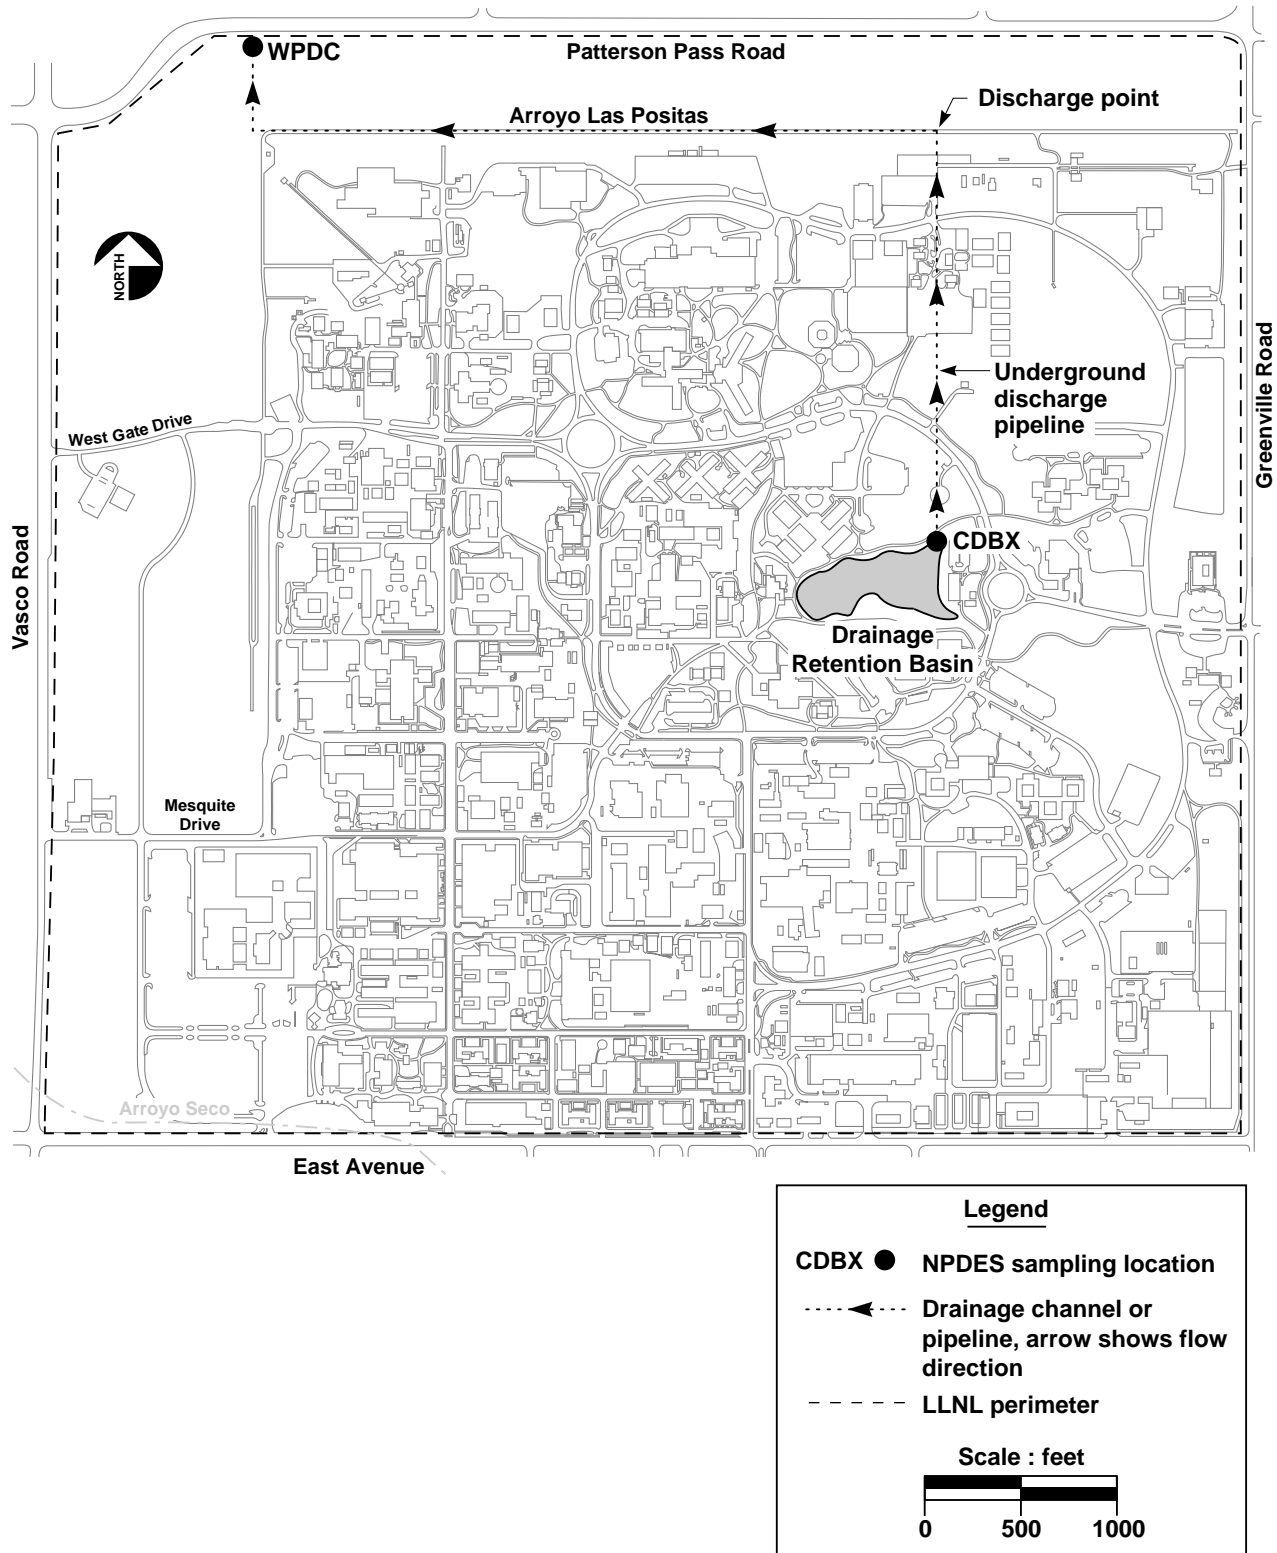 WPDC
Patterson Pass Road
Discharge point
Arroyo Las Positas
NORTH
Underground
discharge
pipeline
Greenville Road
West Gate Drive
Vasco Road
CDBX
Drainage
Retention Basin
Mesquite
Drive
Arroyo Seco
East Avenue
Legend
CDBX NPDES sampling location
Drainage channel or
pipeline, arrow shows flow
direction
LLNL perimeter
Scale : feet
0 500 1000